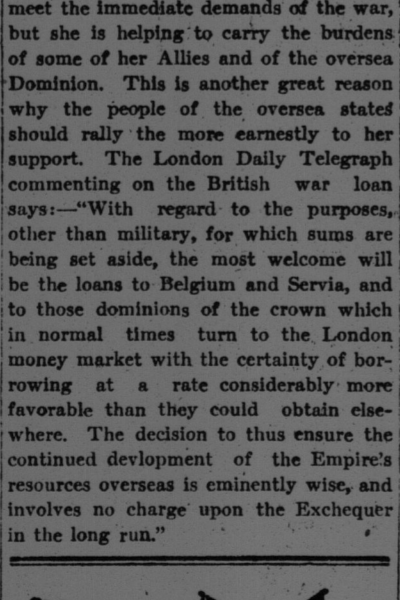 meet the immediate demands of the war,
but she is helping to carry the burdens
of some of her Allies and of the oversea
Dominion. This is another great reason
why the people of the oversea states
should rally the more earnestly to her
support. The London Daily Telegraph
commenting on the British war loan
says:—“With regard to the purposes,
other than military, for which sums are
being set aside, the most welcome will
be the loans to Belgium and Servia, and
to those dominions of the crown which
in normal times turn to the London
money market with the certainty of bor-
rowing at a rate considerably more
favorable than they could obtain else-
where. The decision to thus ensure the
continued devlopment of the Empire's
resources overseas is eminently wise, and
involves no charge upon the Exchequer
in the long run.”